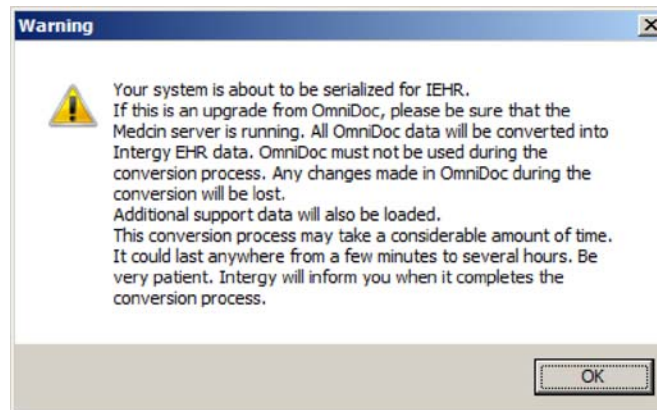 Warning
Your system is about to be serialized for IEHR.
If this is an upgrade from OmniDoc, please be sure that the
Medcin server is running. All OmniDoc data will be converted into
Intergy EHR data. OmniDoc must not be used during the
conversion process. Any changes made in OmniDoc during the
conversion will be lost.
Additional support data will also be loaded.
This conversion process may take a considerable amount of time.
It could last anywhere from a few minutes to several hours. Be
very patient. Intergy will inform you when it completes the
conversion process.
OK